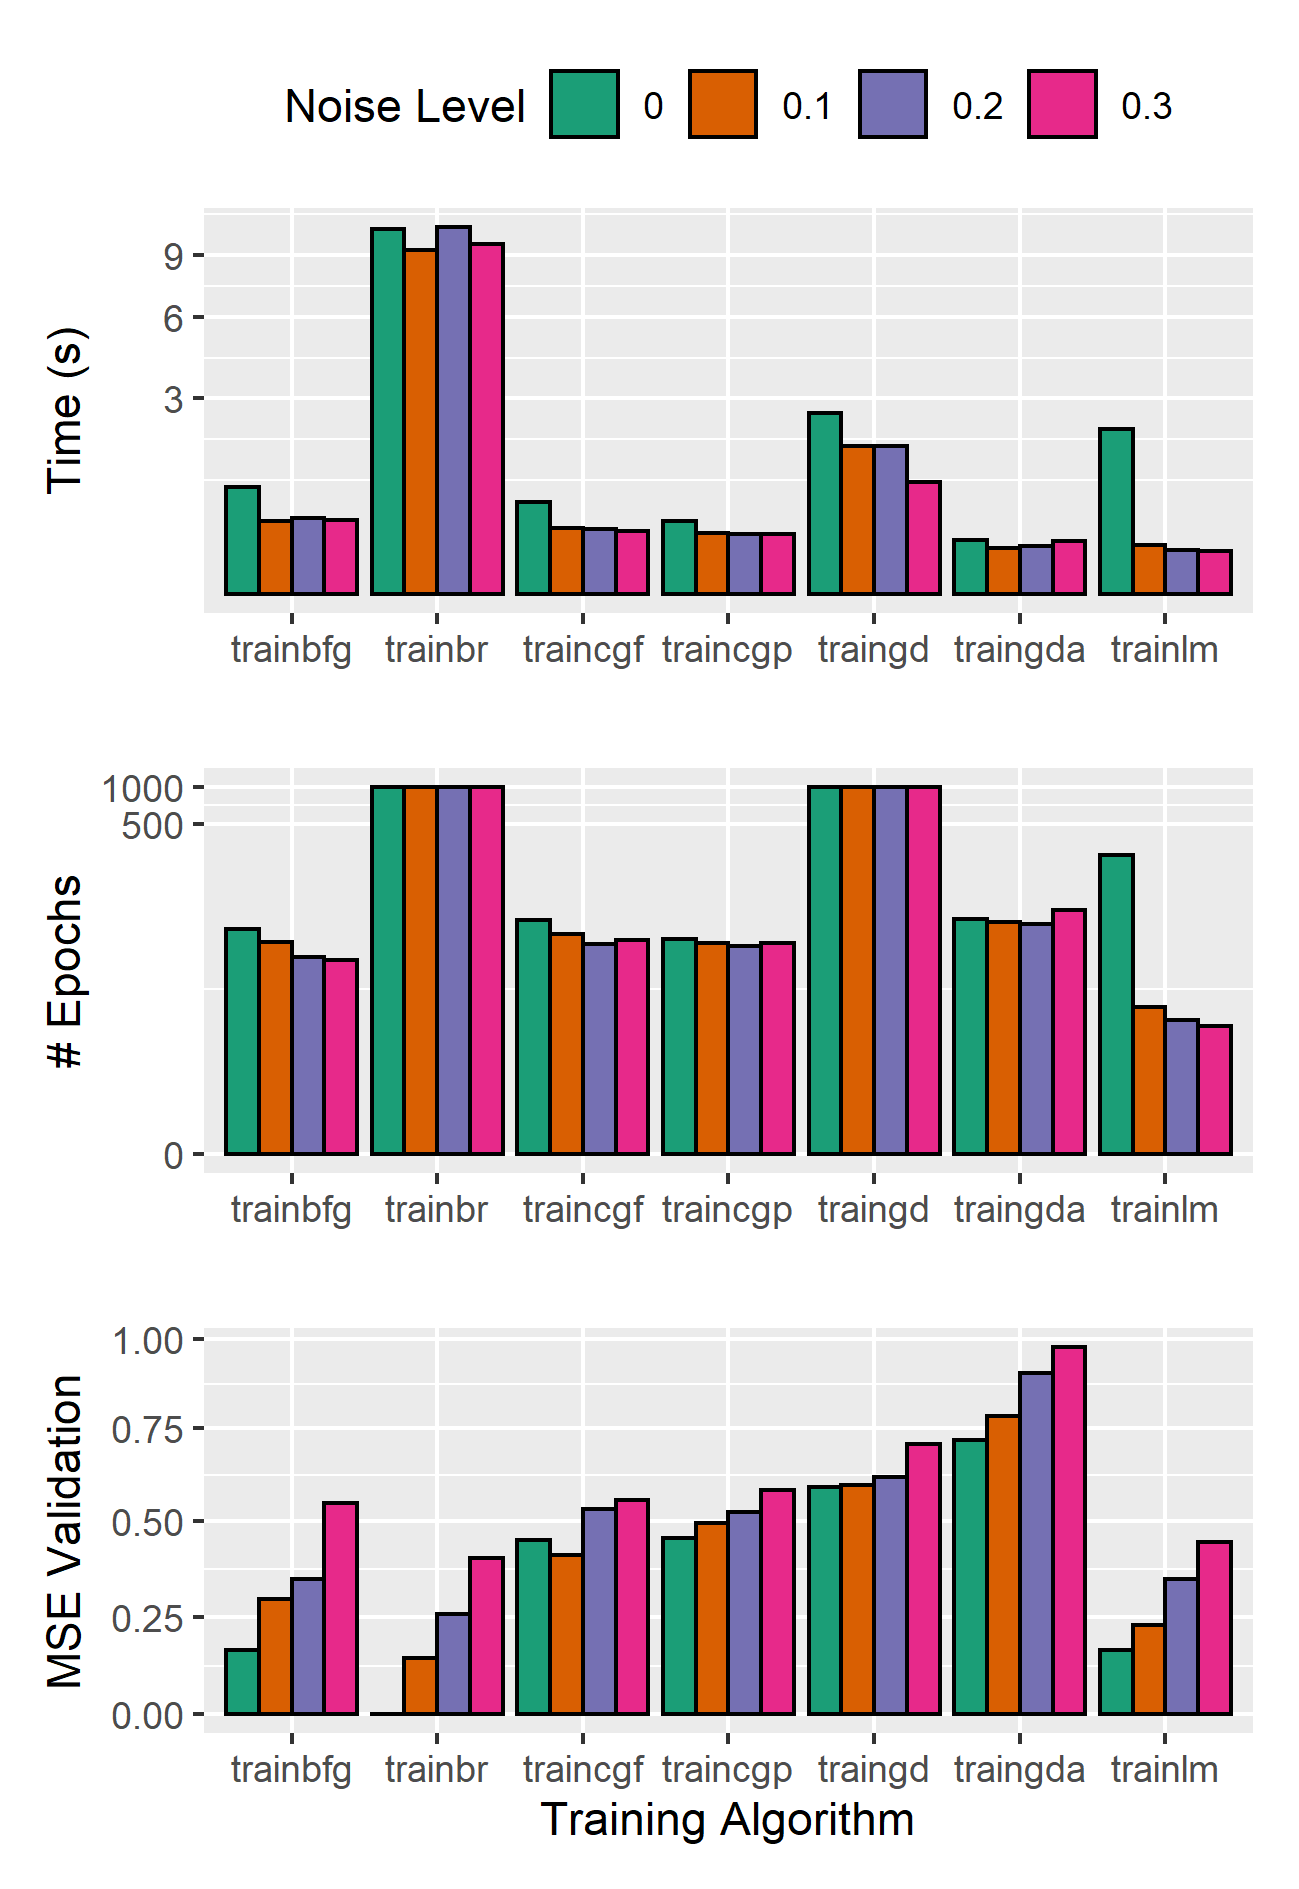 Noise Level 0 0.1 0.2 0.3
Time (s)
9
6
3
trainbfg trainbr traincgf traincgp traingd traingda trainlm
# Epochs
1000
500
0
trainbfg trainbr traincgf traincgp traingd traingda trainlm
MSE Validation
1.00
0.75
0.50
0.25
0.00
trainbfg trainbr traincgf traincgp traingd traingda trainlm
Training Algorithm